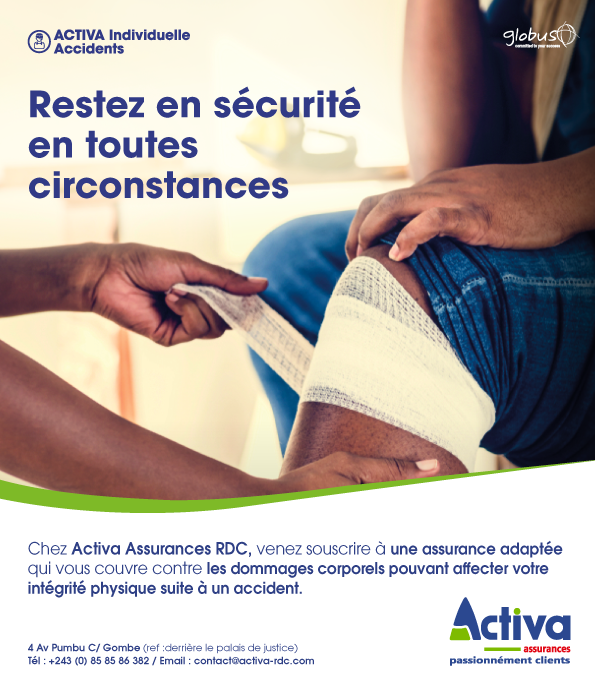 ACTIVA Individuelle
Accidents
globus
committed to your success
Restez en sécurité
en toutes
circonstances
Chez Activa Assurances RDC, venez souscrire à une assurance adaptée
qui vous couvre contre les dommages corporels pouvant affecter votre
intégrité physique suite à un accident.
Activa
assurances
passionnément clients
4 Av Pumbu C/ Gombe (ref :derrière le palais de justice)
Tél : +243 (0) 85 85 86 382 / Email : contact@activa-rdc.com